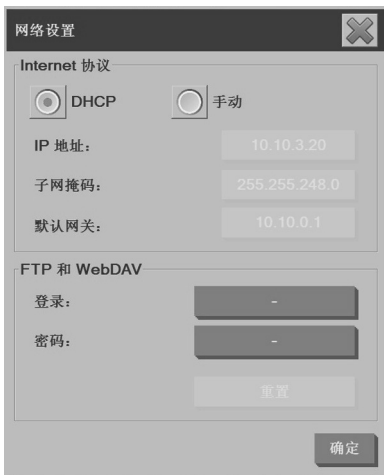 网络设置
Internet 协议
DHCP 手动
IP 地址: 10.10.3.20
子网掩码: 255.255.248.0
默认网关: 10.10.0.1
FTP 和 WebDAV
登录: -
密码: -
重置
确定